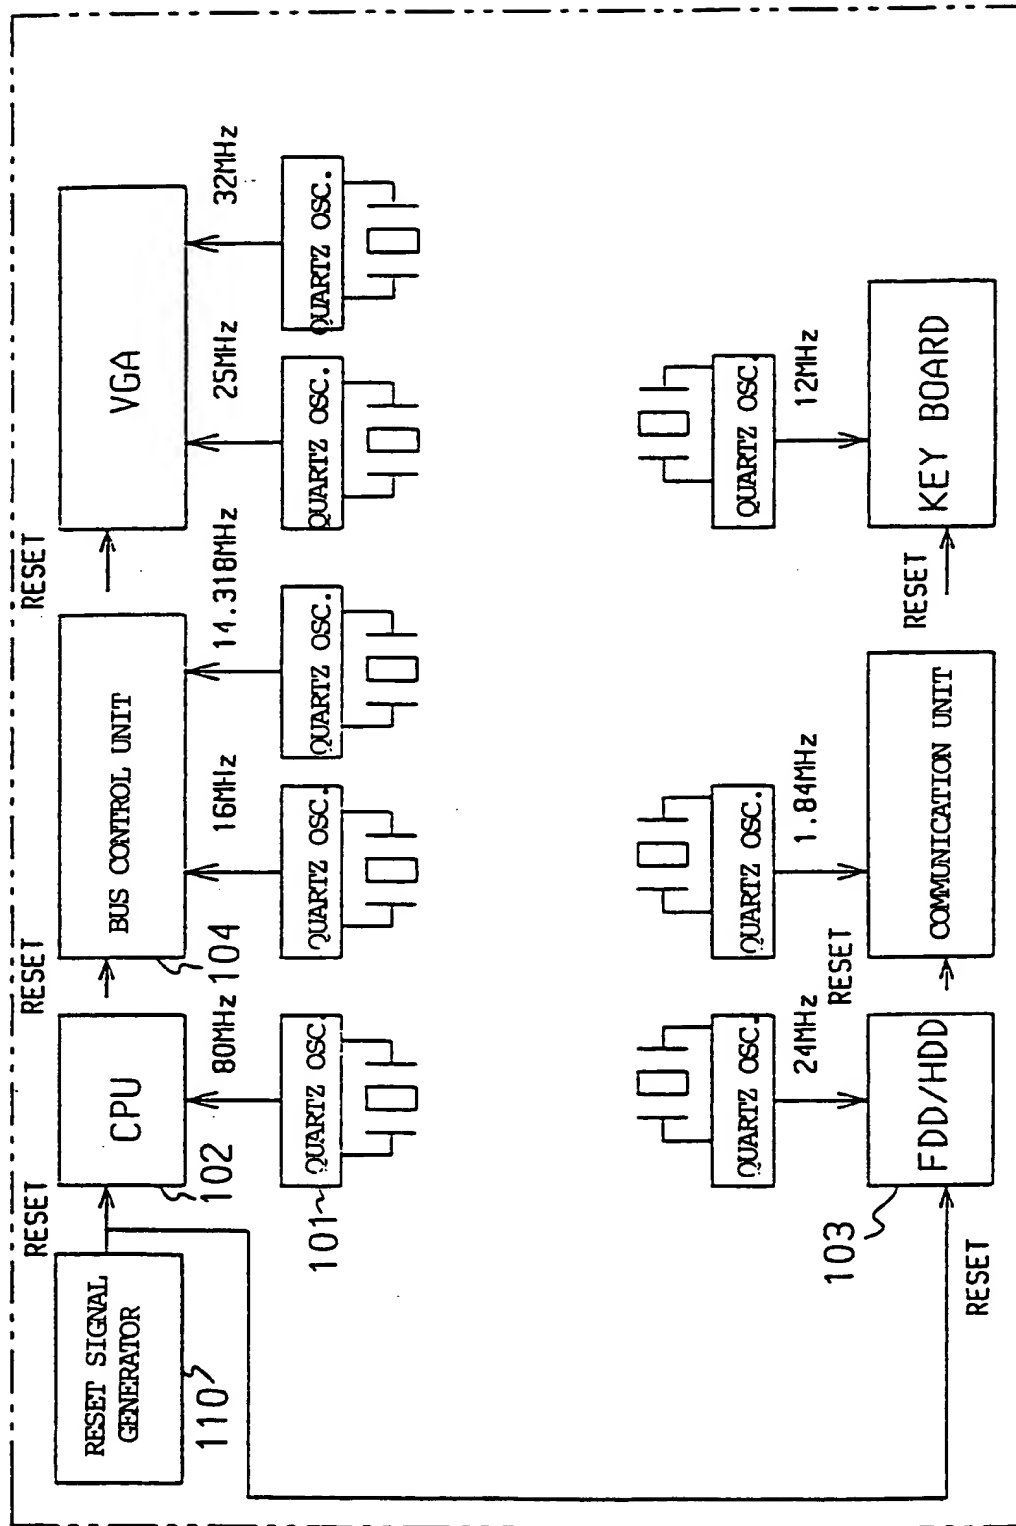 RESET
RESET
RESET
RESET SIGNAL
GENERATOR
110
CPU
102
BUS CONTROL UNIT
104
VGA
80MHz
16MHz
14.318MHz
25MHz
32MHz
101
QUARTZ OSC.
QUARTZ OSC.
QUARTZ OSC.
QUARTZ OSC.
QUARTZ OSC.
QUARTZ OSC.
QUARTZ OSC.
QUARTZ OSC.
24MHz
1.84MHz
12MHz
103
RESET
RESET
FDD/HDD
COMMUNICATION UNIT
KEY BOARD
RESET